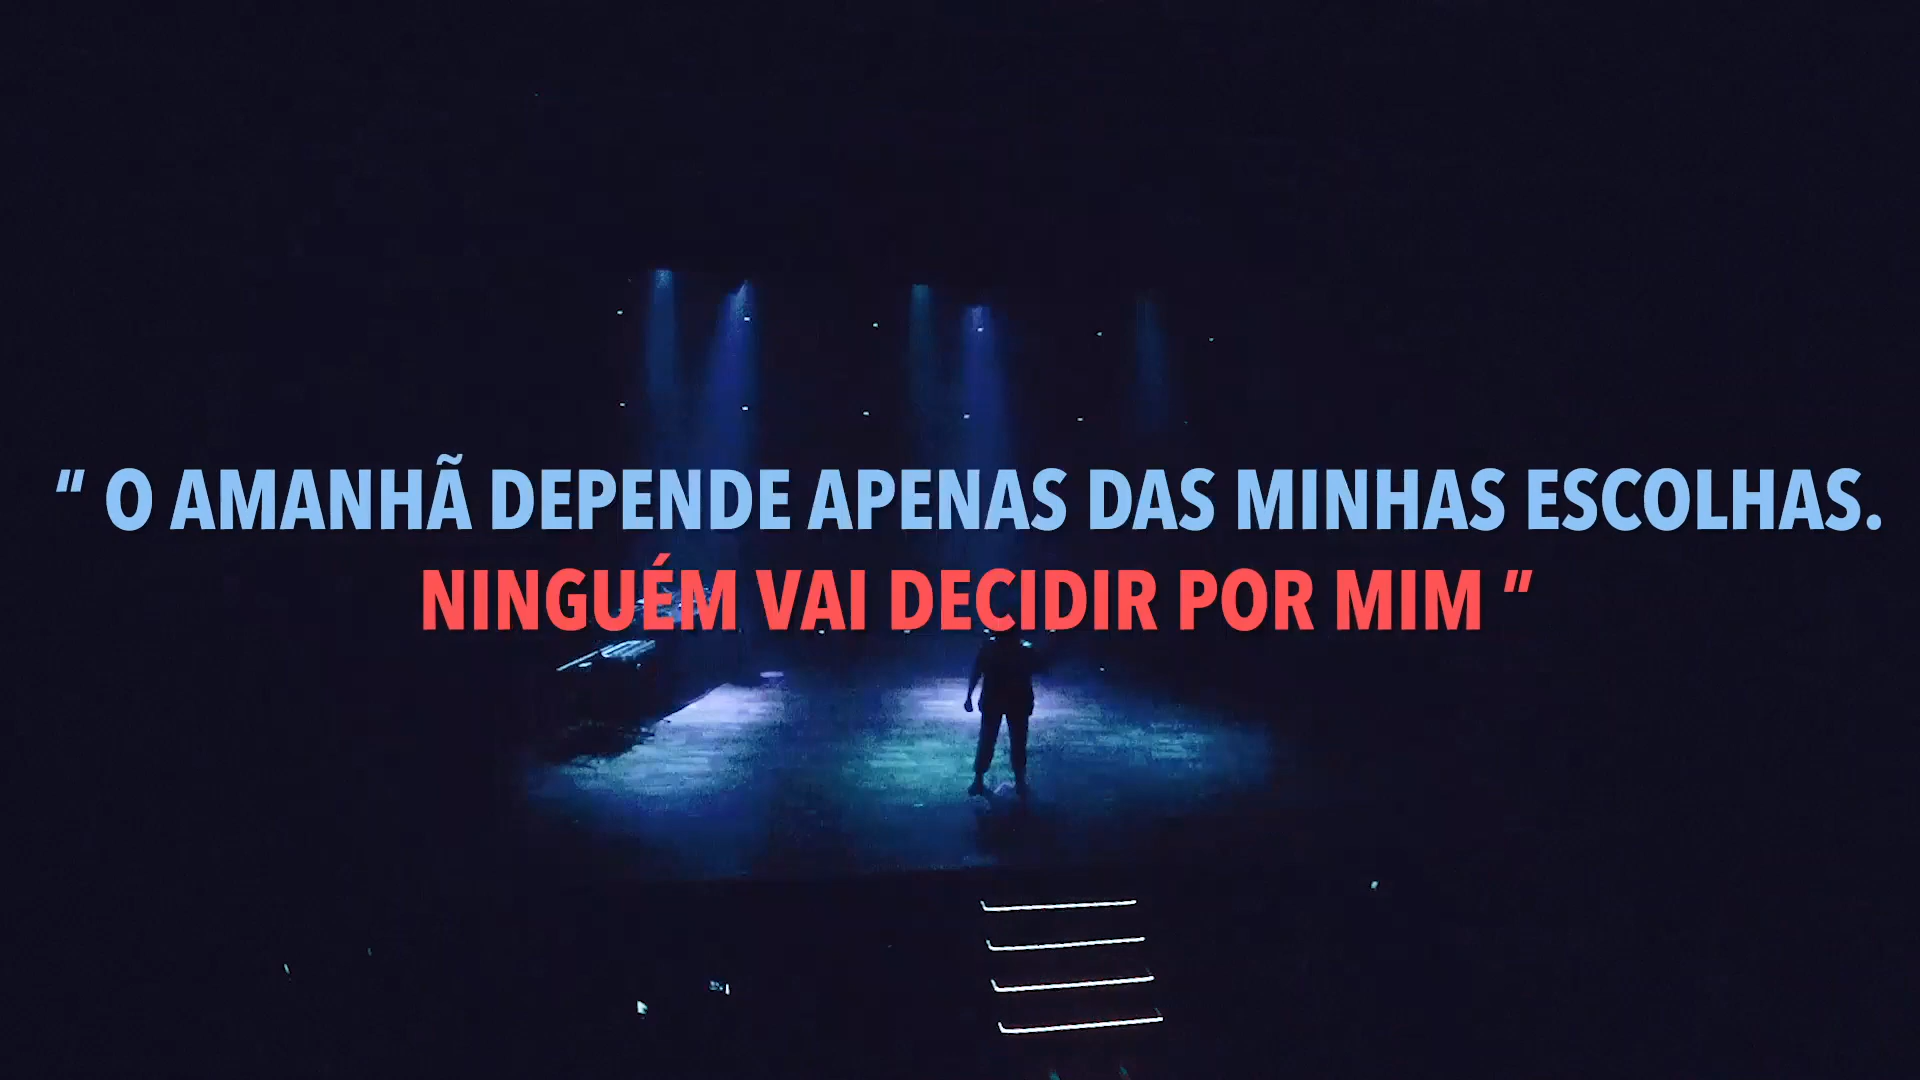 “ O AMANHÃ DEPENDE APENAS DAS MINHAS ESCOLHAS.
NINGUÉM VAI DECIDIR POR MIM ”